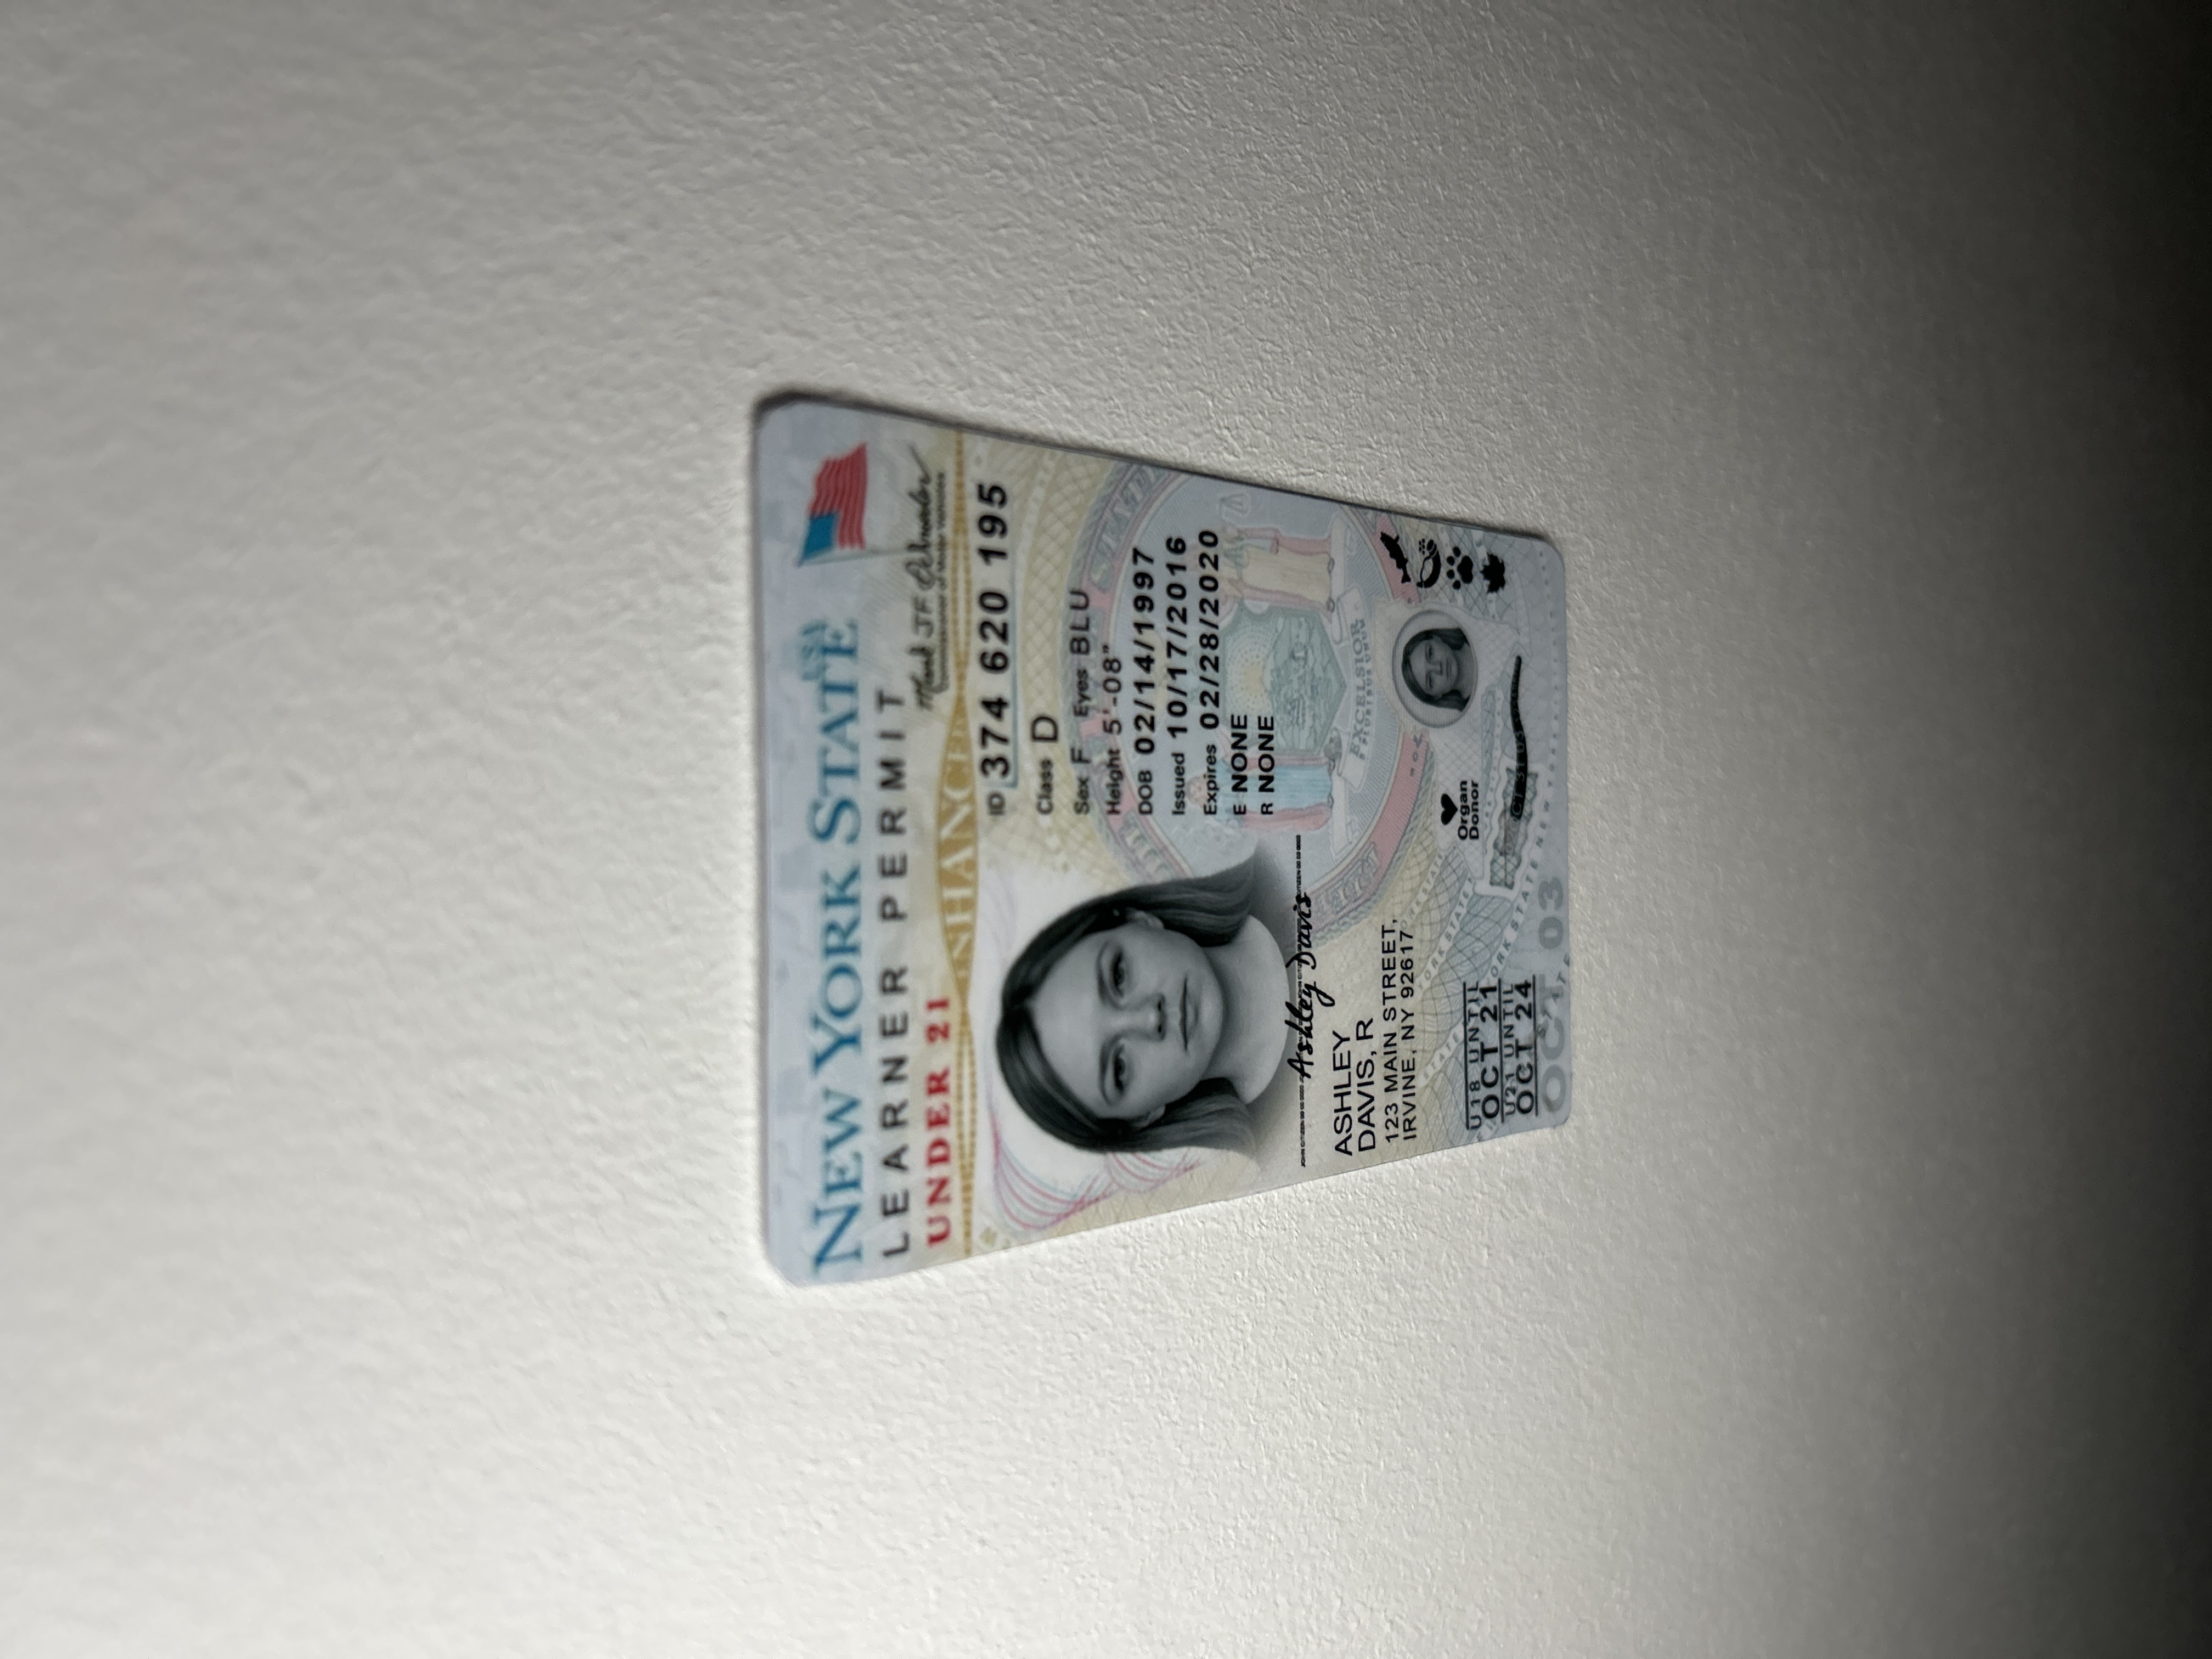 NEW YORK STATE USA
LEARNER PERMIT
UNDER 21
Commissioner of Motor Vehicles
ENHANCED
ID 374 620 195
Class D
Sex F Eyes BLU
Height 5'-08"
DOB 02/14/1997
Issued 10/17/2016
Expires 02/28/2020
E NONE
R NONE
Ashley Davis
ASHLEY
DAVIS, R
123 MAIN STREET,
IRVINE, NY 92617
EXCELSIOR
E PLURIBUS UNUM
Organ
Donor
U18 UNTIL
OCT 21
U21 UNTIL
OCT 24
OCT 03